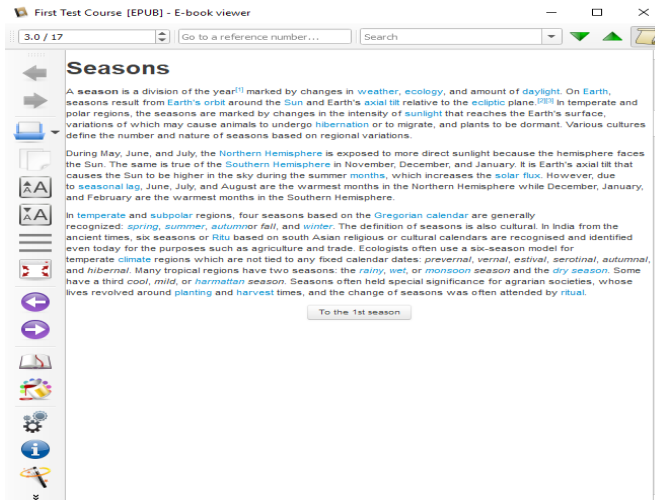 First Test Course [EPUB] - E-book viewer
3.0 / 17
Go to a reference number...
Search
Seasons
A season is a division of the year[1] marked by changes in weather, ecology, and amount of daylight. On Earth,
seasons result from Earth's orbit around the Sun and Earth's axial tilt relative to the ecliptic plane.[2][3] In temperate and
polar regions, the seasons are marked by changes in the intensity of sunlight that reaches the Earth's surface,
variations of which may cause animals to undergo hibernation or to migrate, and plants to be dormant. Various cultures
define the number and nature of seasons based on regional variations.
During May, June, and July, the Northern Hemisphere is exposed to more direct sunlight because the hemisphere faces
the Sun. The same is true of the Southern Hemisphere in November, December, and January. It is Earth's axial tilt that
causes the Sun to be higher in the sky during the summer months, which increases the solar flux. However, due
to seasonal lag, June, July, and August are the warmest months in the Northern Hemisphere while December, January,
and February are the warmest months in the Southern Hemisphere.
In temperate and subpolar regions, four seasons based on the Gregorian calendar are generally
recognized: spring, summer, autumnor fall, and winter. The definition of seasons is also cultural. In India from the
ancient times, six seasons or Ritu based on south Asian religious or cultural calendars are recognised and identified
even today for the purposes such as agriculture and trade. Ecologists often use a six-season model for
temperate climate regions which are not tied to any fixed calendar dates: prevernal, vernal, estival, serotinal, autumnal,
and hibernal. Many tropical regions have two seasons: the rainy, wet, or monsoon season and the dry season. Some
have a third cool, mild, or harmattan season. Seasons often held special significance for agrarian societies, whose
lives revolved around planting and harvest times, and the change of seasons was often attended by ritual.
To the 1st season
A
A